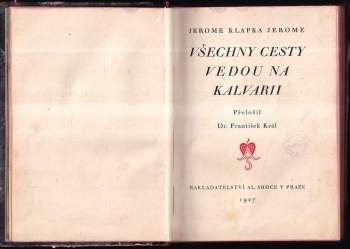 JEROME KLAPKA JEROME
VŠECHNY CESTY
VEDOU NA
KALVARII
Přeložil
Dr. František Král
NAKLADATELSTVÍ AL. SRDCE V PRAZE
1927